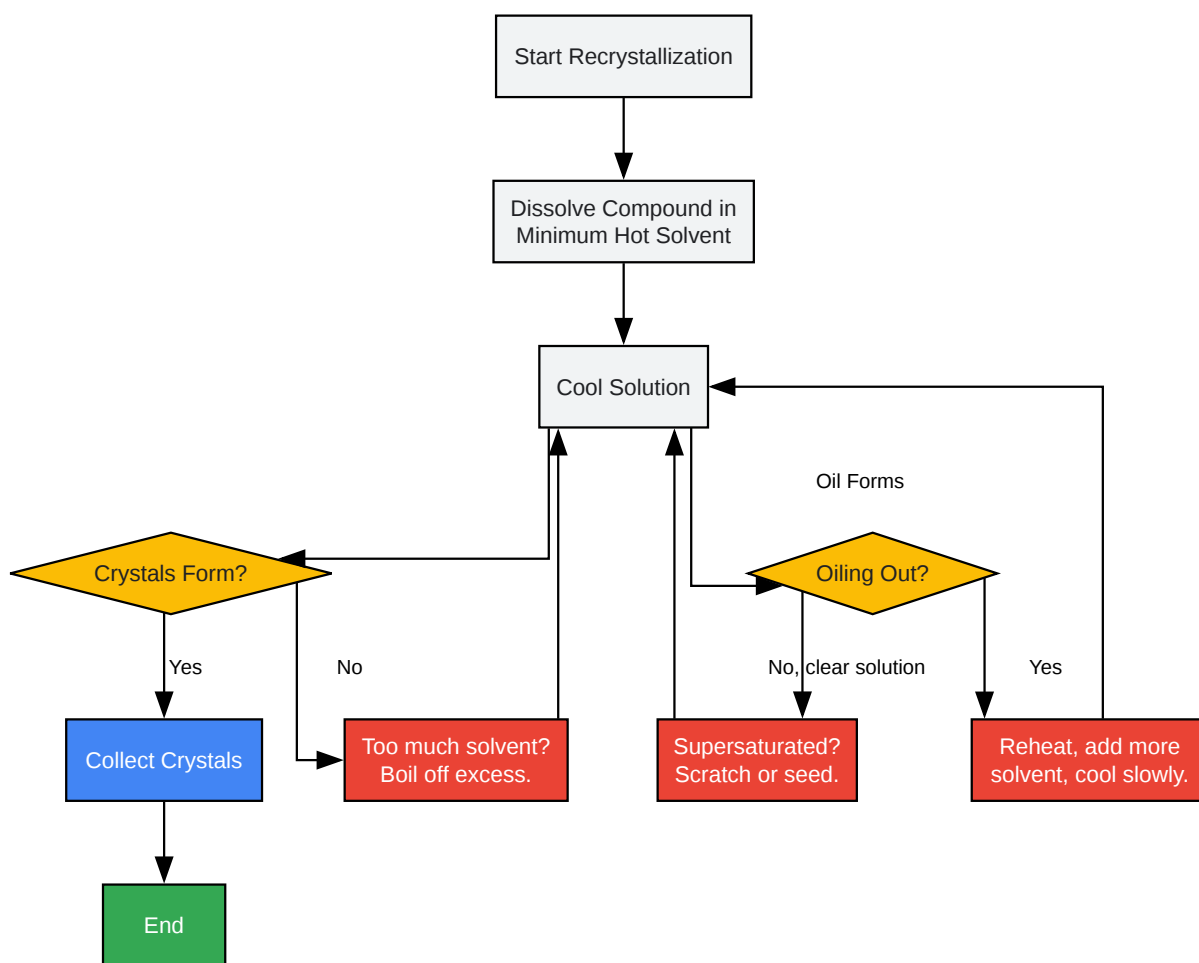 Start Recrystallization
Dissolve Compound in
Minimum Hot Solvent
Cool Solution
Oil Forms
Crystals Form?
Oiling Out?
Yes
No
No, clear solution
Yes
Collect Crystals
Too much solvent?
Boil off excess.
Supersaturated?
Scratch or seed.
Reheat, add more
solvent, cool slowly.
End